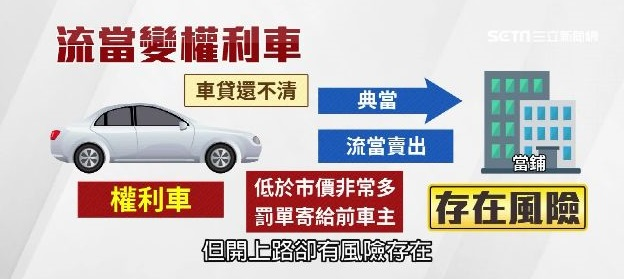 流當變權利車
SETN三立新聞網
車貸還不清
典當
流當賣出
當鋪
權利車
低於市價非常多
罰單寄給前車主
存在風險
但開上路卻有風險存在